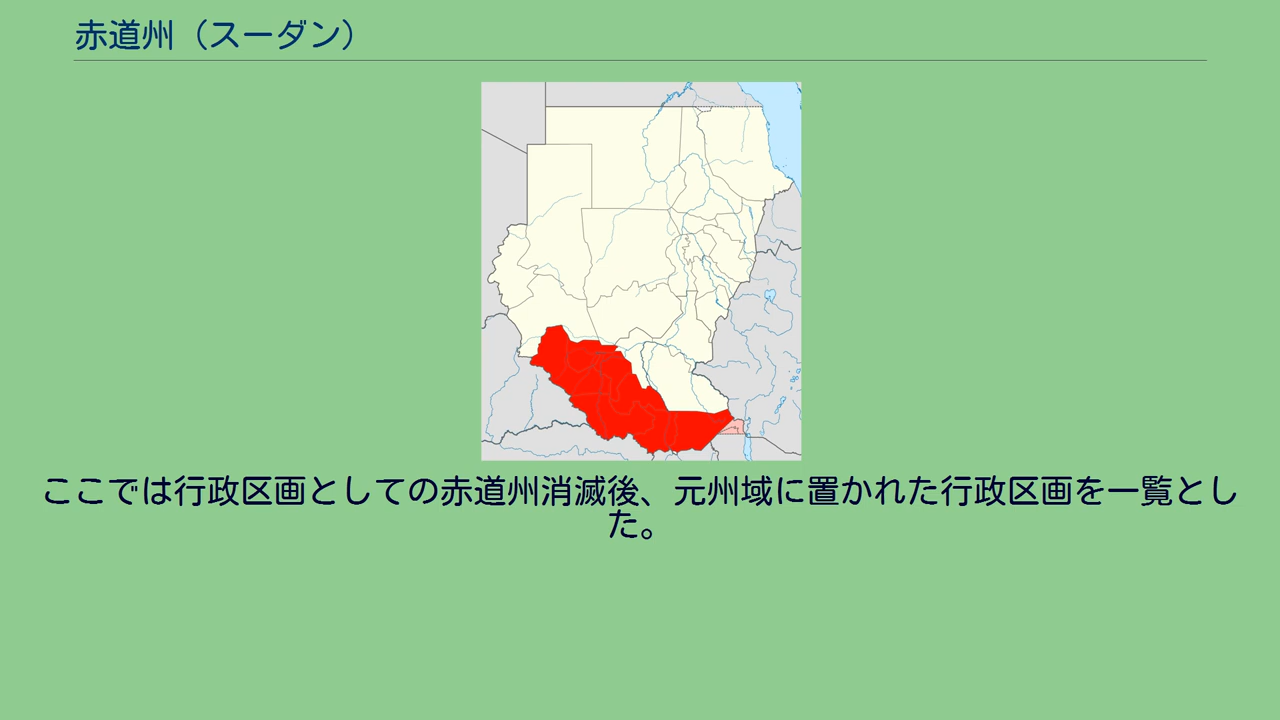 赤道州（スーダン）
ここでは行政区画としての赤道州消滅後、元州域に置かれた行政区画を一覧とし
た。